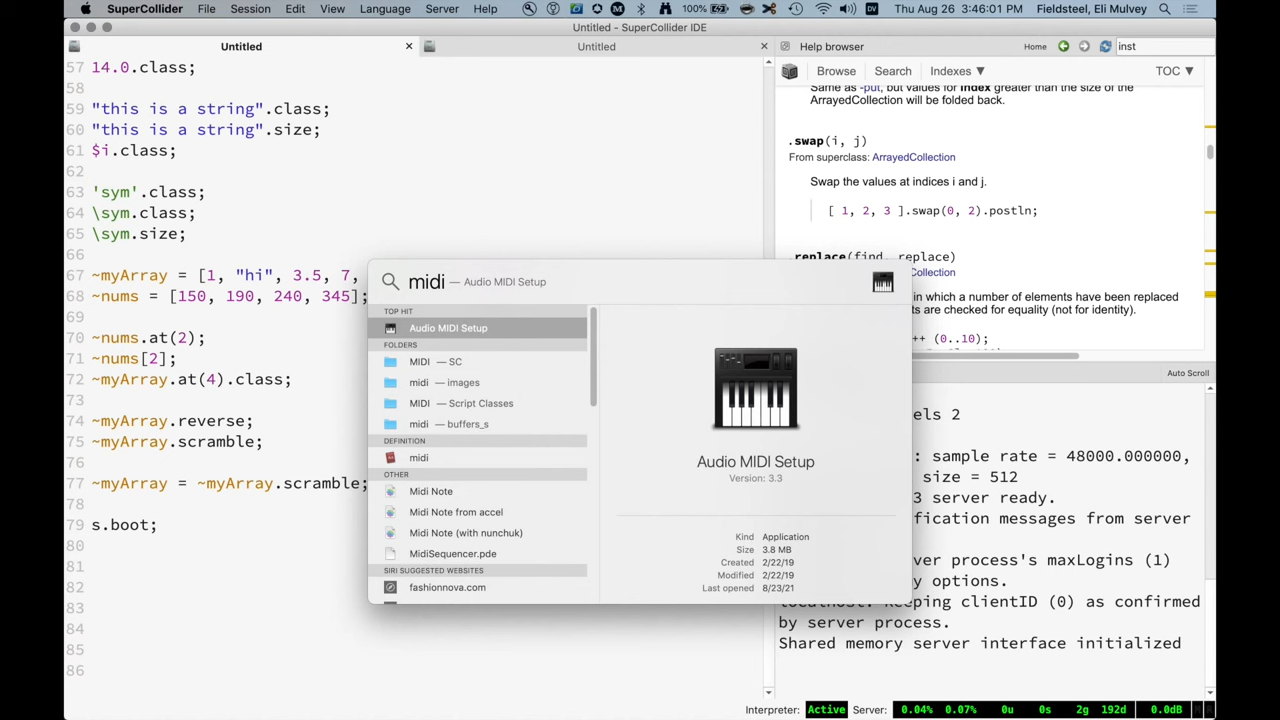 SuperCollider File Session Edit View Language Server Help 100% Thu Aug 26 3:46:01 PM Fieldsteel, Eli Mulvey
Untitled - SuperCollider IDE
Untitled
Untitled
57 14.0.class;
58
59 "this is a string".class;
60 "this is a string".size;
61 $i.class;
62
63 'sym'.class;
64 \sym.class;
65 \sym.size;
66
67 ~myArray = [1, "hi", 3.5, 7,
68 ~nums = [150, 190, 240, 345];
69
70 ~nums.at(2);
71 ~nums[2];
72 ~myArray.at(4).class;
73
74 ~myArray.reverse;
75 ~myArray.scramble;
76
77 ~myArray = ~myArray.scramble;
78
79 s.boot;
80
81
82
83
84
85
86
midi — Audio MIDI Setup
TOP HIT
Audio MIDI Setup
FOLDERS
MIDI — SC
midi — images
MIDI — Script Classes
midi — buffers_s
DEFINITION
midi
OTHER
Midi Note
Midi Note from accel
Midi Note (with nunchuk)
MidiSequencer.pde
SIRI SUGGESTED WEBSITES
fashionnova.com
Audio MIDI Setup
Version: 3.3
Kind Application
Size 3.8 MB
Created 2/22/19
Modified 2/22/19
Last opened 8/23/21
Help browser Home inst
Browse Search Indexes ▼ TOC ▼
Same as -put, but values for index greater than the size of the
ArrayedCollection will be folded back.
.swap(i, j)
From superclass: ArrayedCollection
Swap the values at indices i and j.
[ 1, 2, 3 ].swap(0, 2).postln;
.replace(find, replace)
Collection
in which a number of elements have been replaced
ts are checked for equality (not for identity).
++ (0..10);
Auto Scroll
els 2
: sample rate = 48000.000000,
size = 512
3 server ready.
fication messages from server
ver process's maxLogins (1)
y options.
localhost: keeping clientID (0) as confirmed
by server process.
Shared memory server interface initialized
Interpreter: Active Server: 0.04% 0.07% 0u 0s 2g 192d 0.0dB